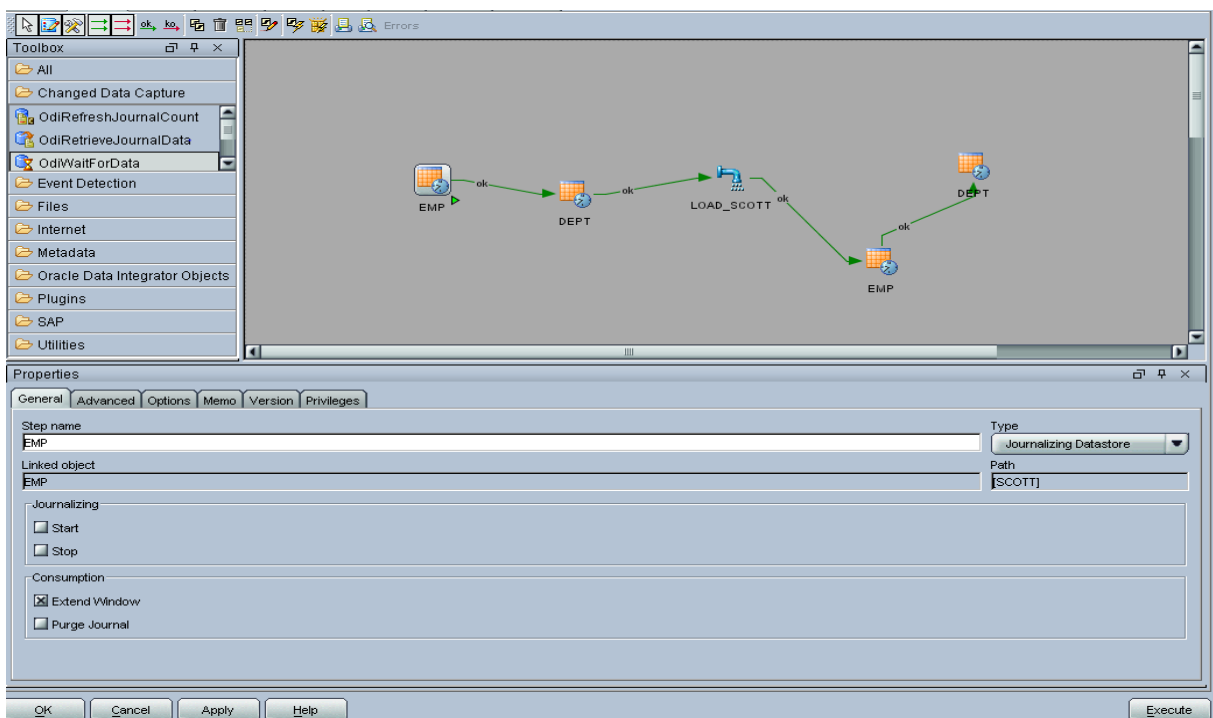 ok ko Errors
Toolbox
All
Changed Data Capture
OdiRefreshJournalCount
OdiRetrieveJournalData
OdiWaitForData
Event Detection
Files
Internet
Metadata
Oracle Data Integrator Objects
Plugins
SAP
Utilities
EMP
ok
DEPT
ok
LOAD_SCOTT
ok
EMP
ok
DEPT
Properties
General Advanced Options Memo Version Privileges
Step name Type
EMP Journalizing Datastore
Linked object Path
EMP [SCOTT]
Journalizing
Start
Stop
Consumption
Extend Window
Purge Journal
OK Cancel Apply Help Execute